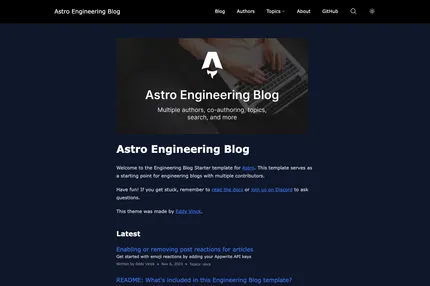 Astro Engineering Blog
Blog Authors Topics About GitHub
Astro Engineering Blog
Multiple authors, co-authoring, topics,
search, and more
Astro Engineering Blog
Welcome to the Engineering Blog Starter template for Astro. This template serves as
a starting point for engineering blogs with multiple contributors.
Have fun! If you get stuck, remember to read the docs or join us on Discord to ask
questions.
This theme was made by Eddy Vinck.
Latest
Enabling or removing post reactions for articles
Get started with emoji reactions by adding your Appwrite API keys
Written by Eddy Vinck • Nov 6, 2023 • Topics:
README: What's included in this Engineering Blog template?